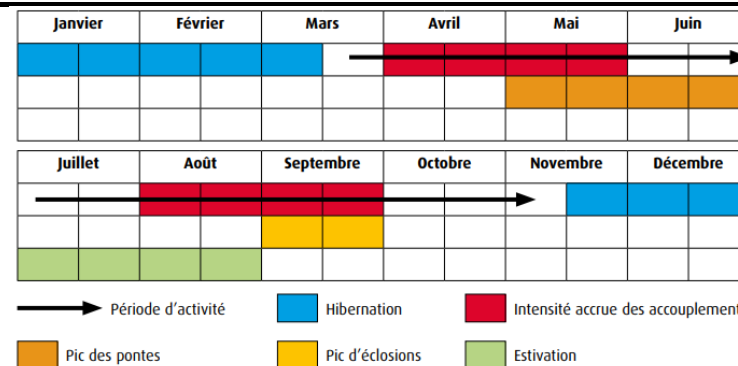 Janvier Février Mars Avril Mai Juin
Juillet Août Septembre Octobre Novembre Décembre
Période d'activité Hibernation Intensité accrue des accouplement
Pic des pontes Pic d'éclosions Estivation